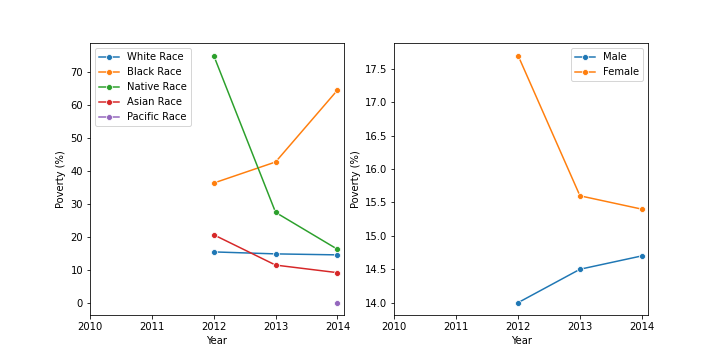 White Race
Black Race
Native Race
Asian Race
Pacific Race
70
60
50
40
30
20
10
0
Poverty (%)
2010 2011 2012 2013 2014
Year
Male
Female
17.5
17.0
16.5
16.0
15.5
15.0
14.5
14.0
Poverty (%)
2010 2011 2012 2013 2014
Year